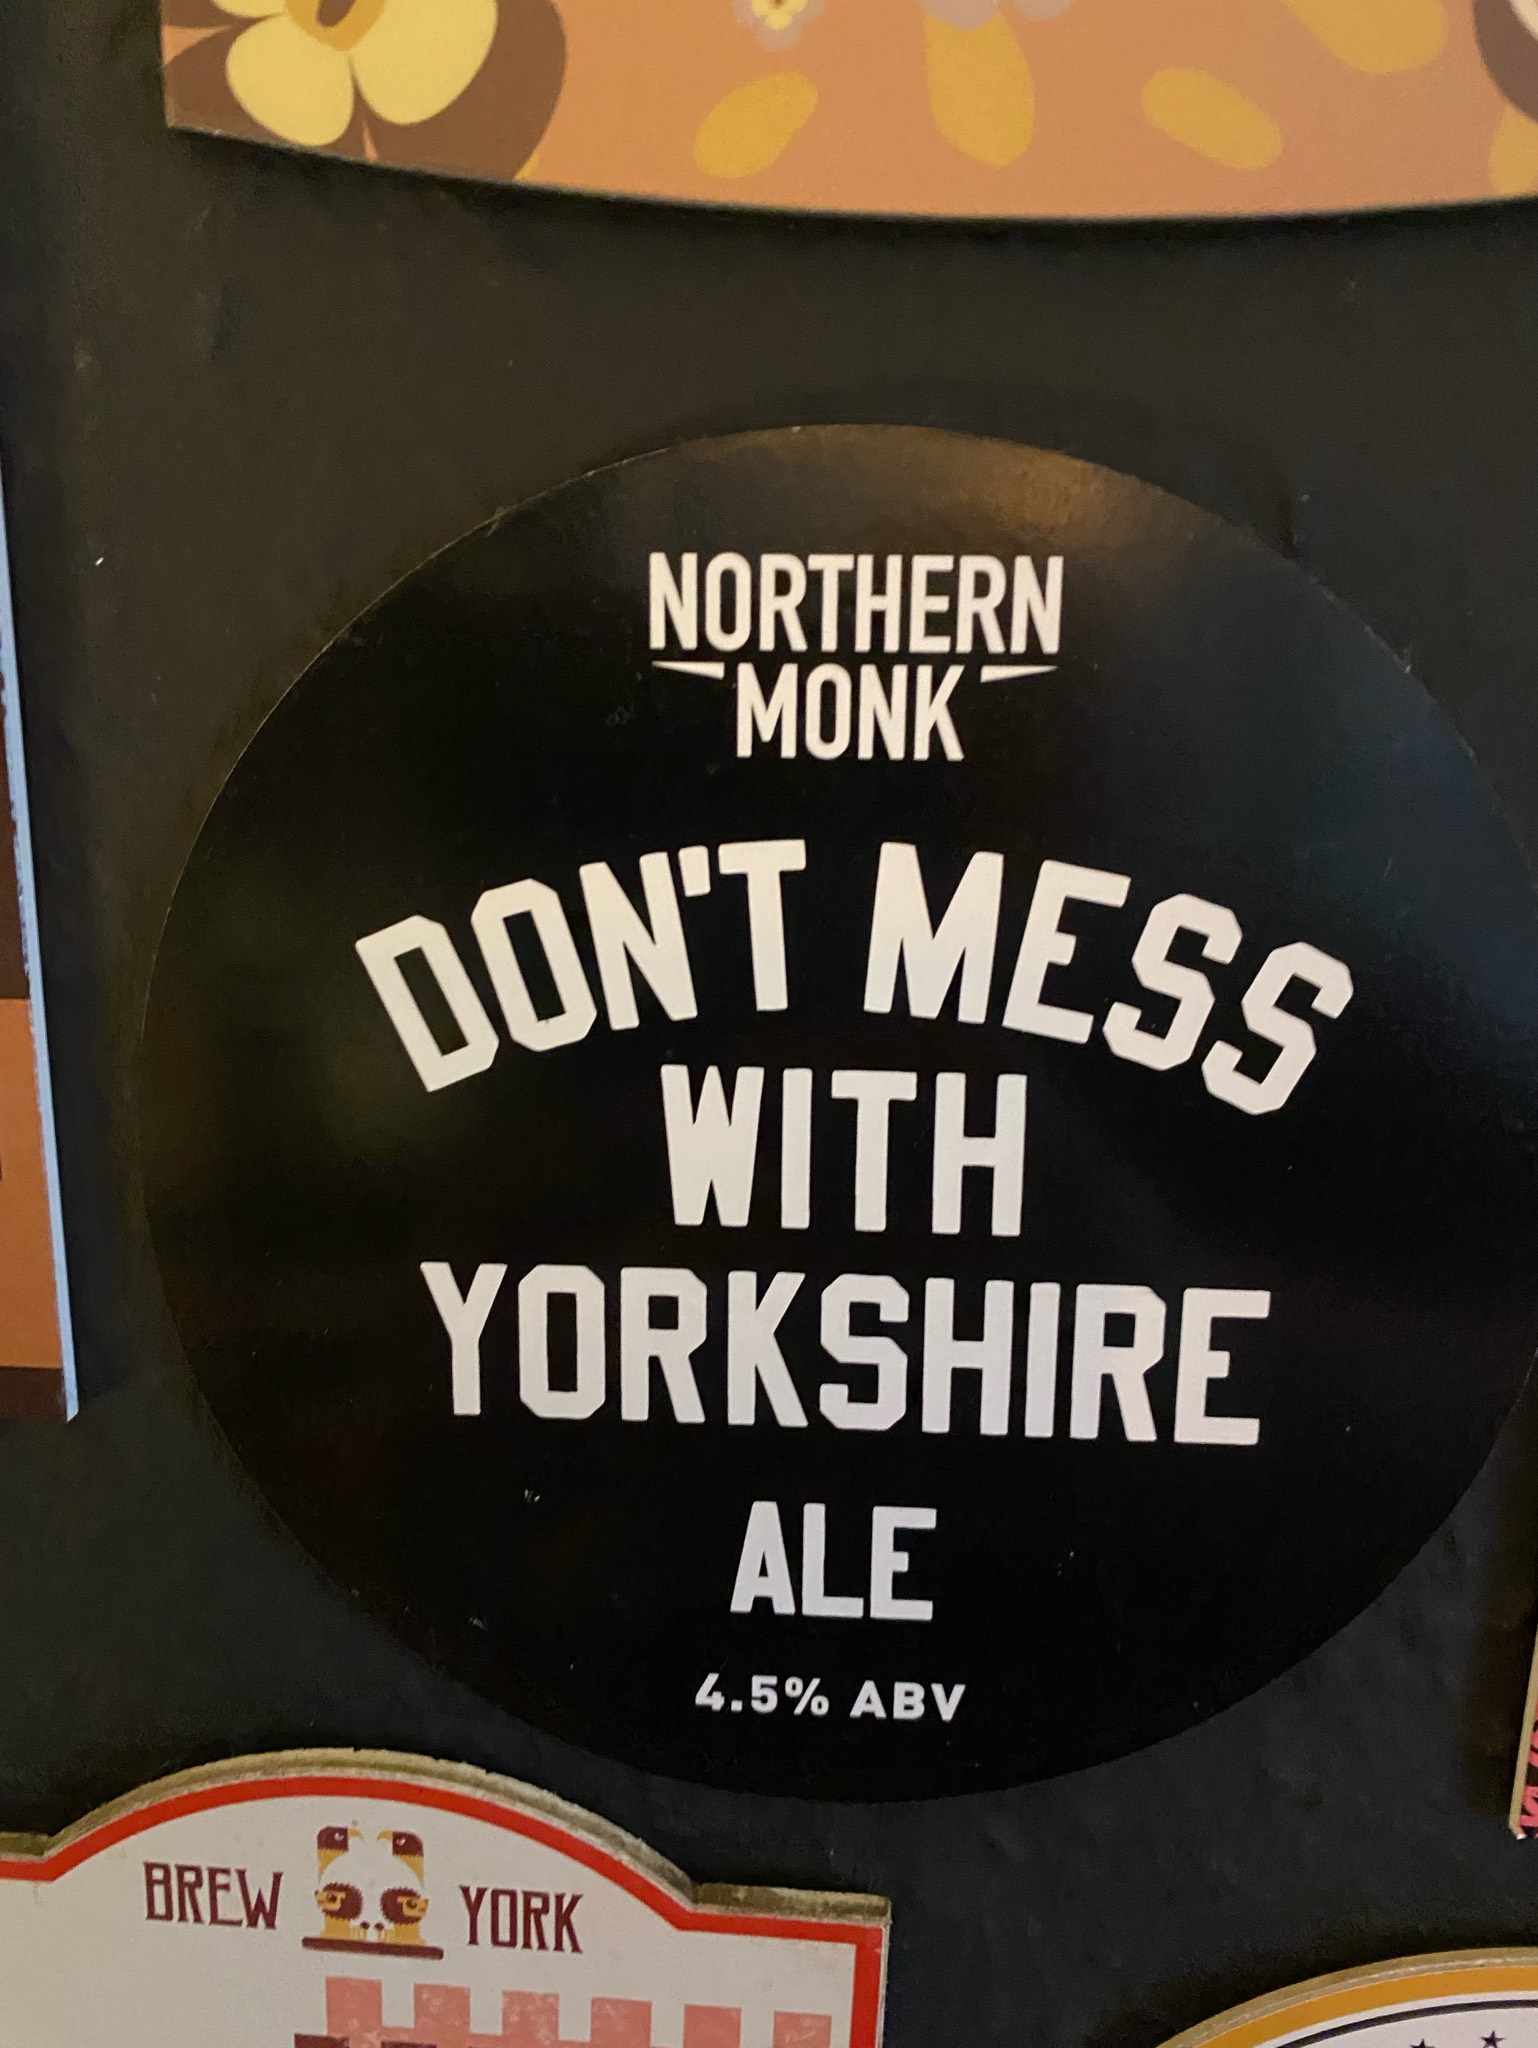 NORTHERN
MONK
DON'T MESS
WITH
YORKSHIRE
ALE
4.5% ABV
BREW YORK